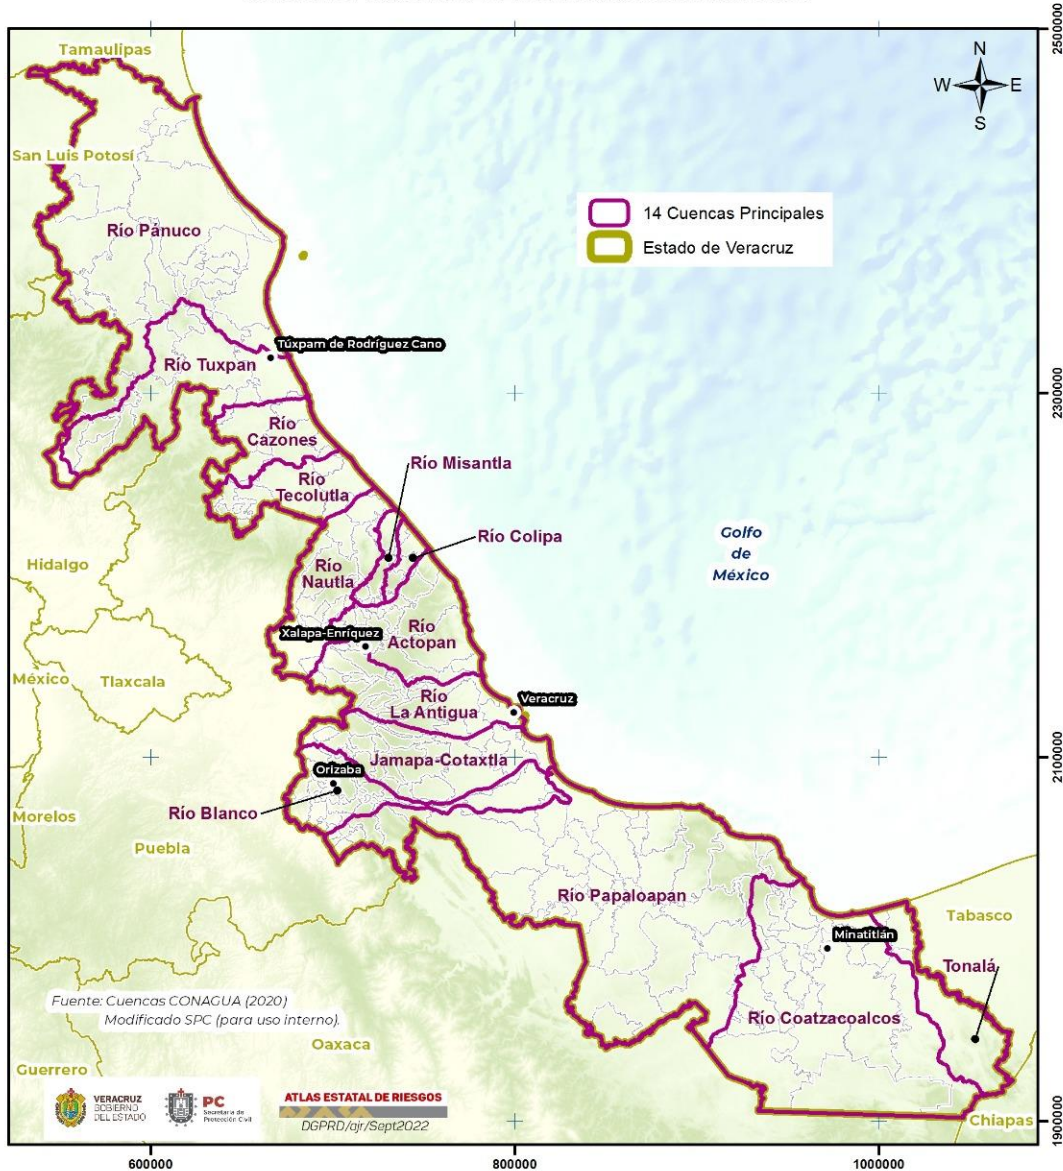 2500000
N
W E
S
Tamaulipas
San Luis Potosí
14 Cuencas Principales
Estado de Veracruz
Río Pánuco
Túxpam de Rodríguez Cano
Río Tuxpan
2300000
Río
Cazones
Río Misantla
Río
Tecolutla
Río Colipa
Golfo
de
México
Hidalgo
Río
Nautla
Xalapa-Enríquez
Río
Actopan
México
Tlaxcala
Río
La Antigua
Veracruz
2100000
Jamapa-Cotaxtla
Orizaba
Río Blanco
Morelos
Puebla
Río Papaloapan
Tabasco
Minatitlán
Tonalá
Río Coatzacoalcos
Fuente: Cuencas CONAGUA (2020)
Modificado SPC (para uso interno).
Oaxaca
Guerrero
Chiapas
VERACRUZ
GOBIERNO
DEL ESTADO
PC
Secretaría de
Protección Civil
ATLAS ESTATAL DE RIESGOS
DGPRD/ajr/Sept2022
1900000
600000 800000 1000000